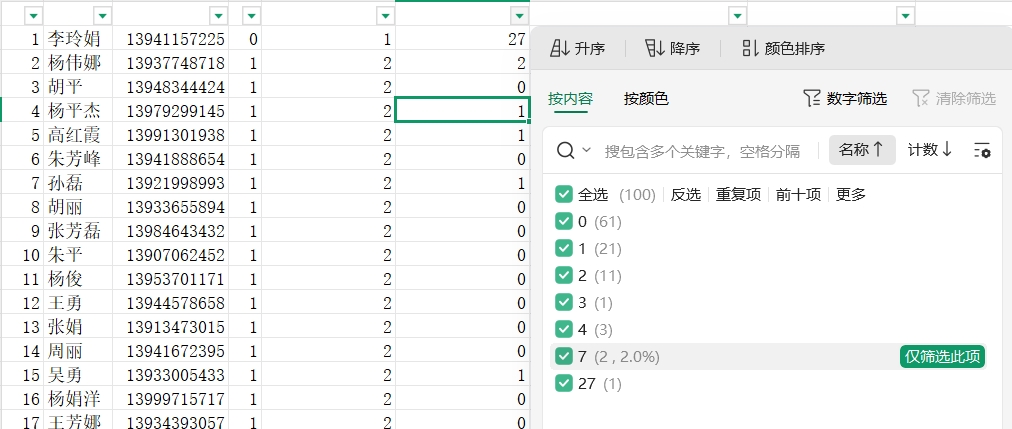 1 李玲娟 13941157225 0 1 27
升序 降序 颜色排序
2 杨伟娜 13937748718 1 2 2
3 胡平 13948344424 1 2 0
按内容 按颜色 数字筛选 清除筛选
4 杨平杰 13979299145 1 2 1
5 高红霞 13991301938 1 2 1
搜包含多个关键字，空格分隔 名称↑ 计数↓
6 朱芳峰 13941888654 1 2 0
7 孙磊 13921998993 1 2 1
全选 (100) 反选 重复项 前十项 更多
8 胡丽 13933655894 1 2 0
0 (61)
9 张芳磊 13984643432 1 2 0
1 (21)
10 朱平 13907062452 1 2 0
2 (11)
11 杨俊 13953701171 1 2 0
3 (1)
12 王勇 13944578658 1 2 0
4 (3)
13 张娟 13913473015 1 2 0
7 (2 , 2.0%) 仅筛选此项
14 周丽 13941672395 1 2 0
27 (1)
15 吴勇 13933005433 1 2 1
16 杨娟洋 13999715717 1 2 0
17 王芳娜 13934393057 1 2 0